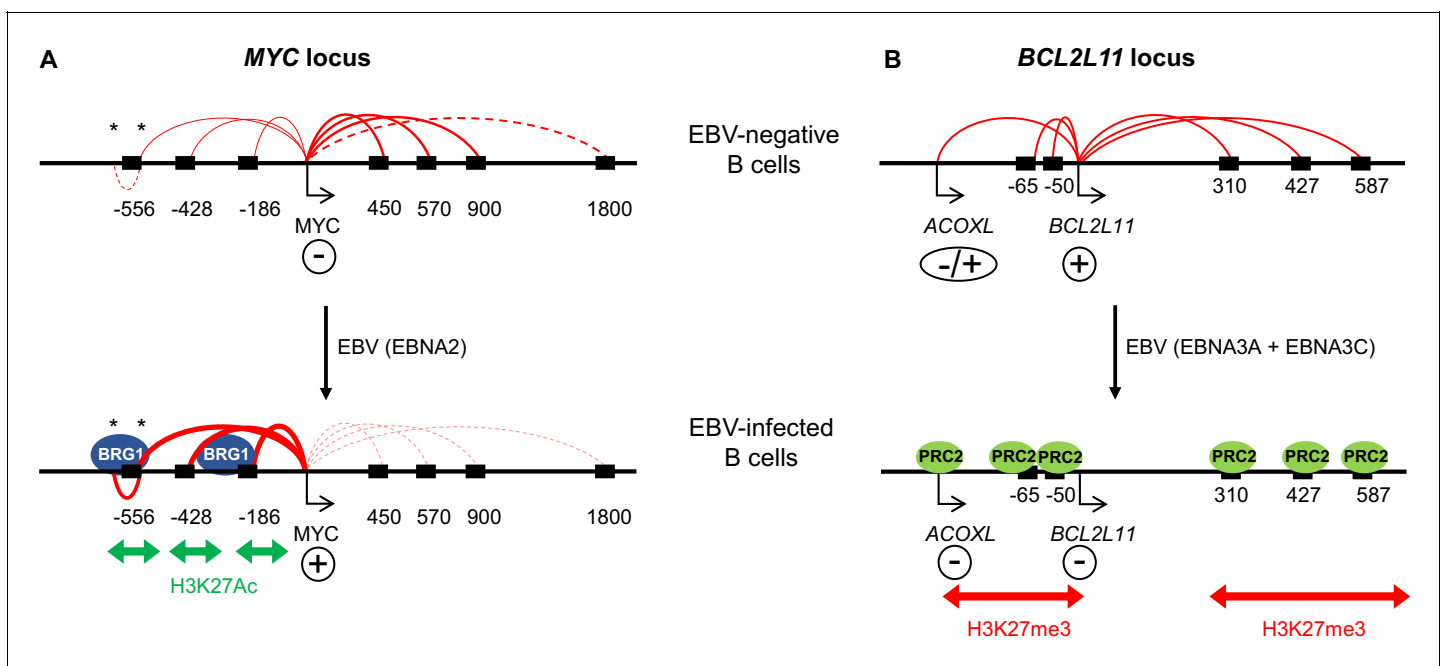 A
MYC locus
B
BCL2L11 locus
* *
EBV-negative
B cells
-556 -428 -186 450 570 900 1800
MYC
-
-65 -50 310 427 587
ACOXL BCL2L11
-/+ +
EBV (EBNA2)
EBV (EBNA3A + EBNA3C)
* *
EBV-infected
B cells
BRG1 BRG1
-556 -428 -186 450 570 900 1800
MYC
+
H3K27Ac
PRC2 PRC2 PRC2 PRC2 PRC2 PRC2
-65 -50 310 427 587
ACOXL BCL2L11
- -
H3K27me3 H3K27me3